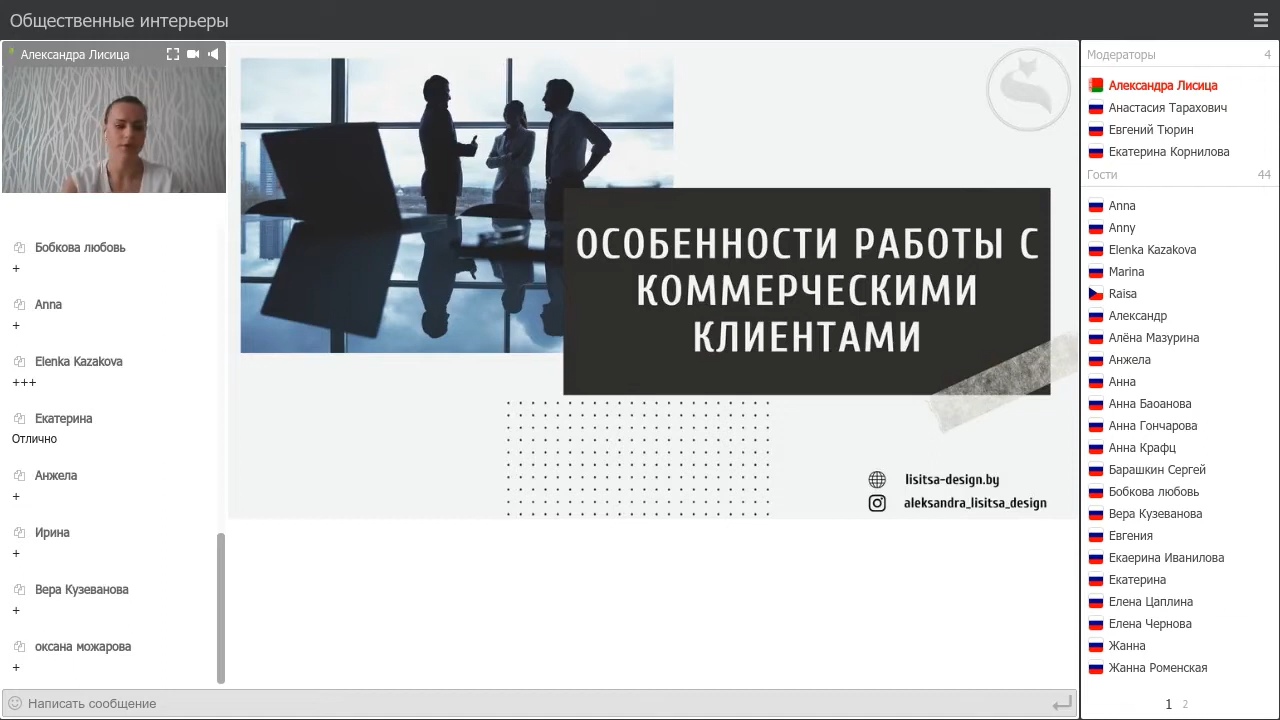 Общественные интерьеры
Александра Лисица
Бобкова любовь
+
Anna
+
Elenka Kazakova
+++
Екатерина
Отлично
Анжела
+
Ирина
+
Вера Кузеванова
+
оксана можарова
+
ОСОБЕННОСТИ РАБОТЫ С
КОММЕРЧЕСКИМИ
КЛИЕНТАМИ
lisitsa-design.by
aleksandra_lisitsa_design
Написать сообщение
Модераторы 4
Александра Лисица
Анастасия Тарахович
Евгений Тюрин
Екатерина Корнилова
Гости 44
Anna
Anny
Elenka Kazakova
Marina
Raisa
Александр
Алёна Мазурина
Анжела
Анна
Анна Баоанова
Анна Гончарова
Анна Крафц
Барашкин Сергей
Бобкова любовь
Вера Кузеванова
Евгения
Екаерина Иванилова
Екатерина
Елена Цаплина
Елена Чернова
Жанна
Жанна Роменская
1 2